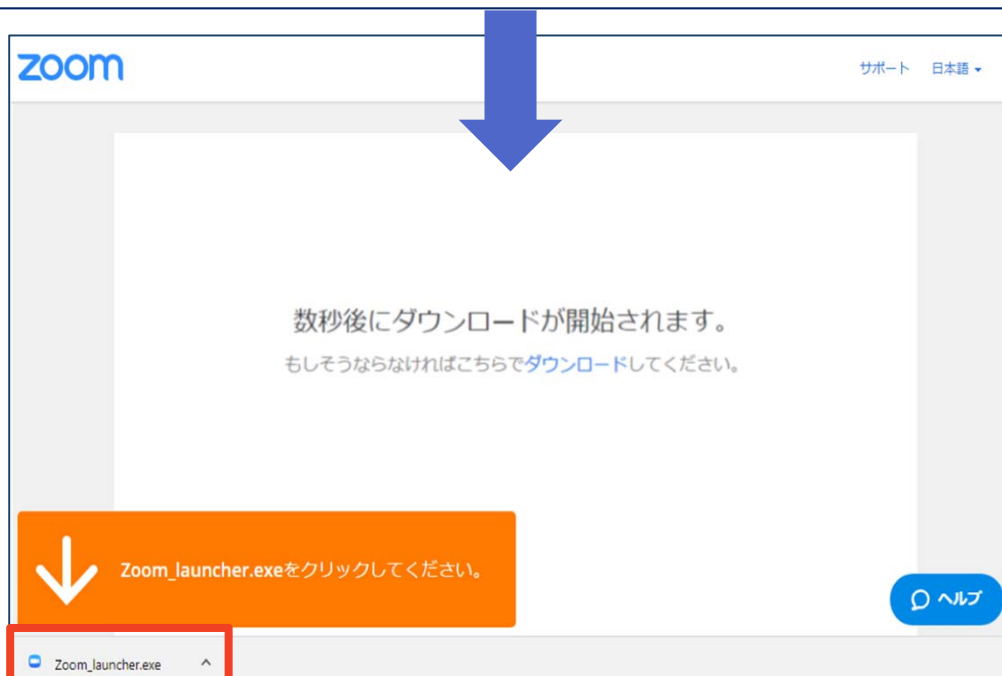 zoom
サポート 日本語
数秒後にダウンロードが開始されます。
もしそうならなければこちらでダウンロードしてください。
Zoom_launcher.exeをクリックしてください。
ヘルプ
Zoom_launcher.exe